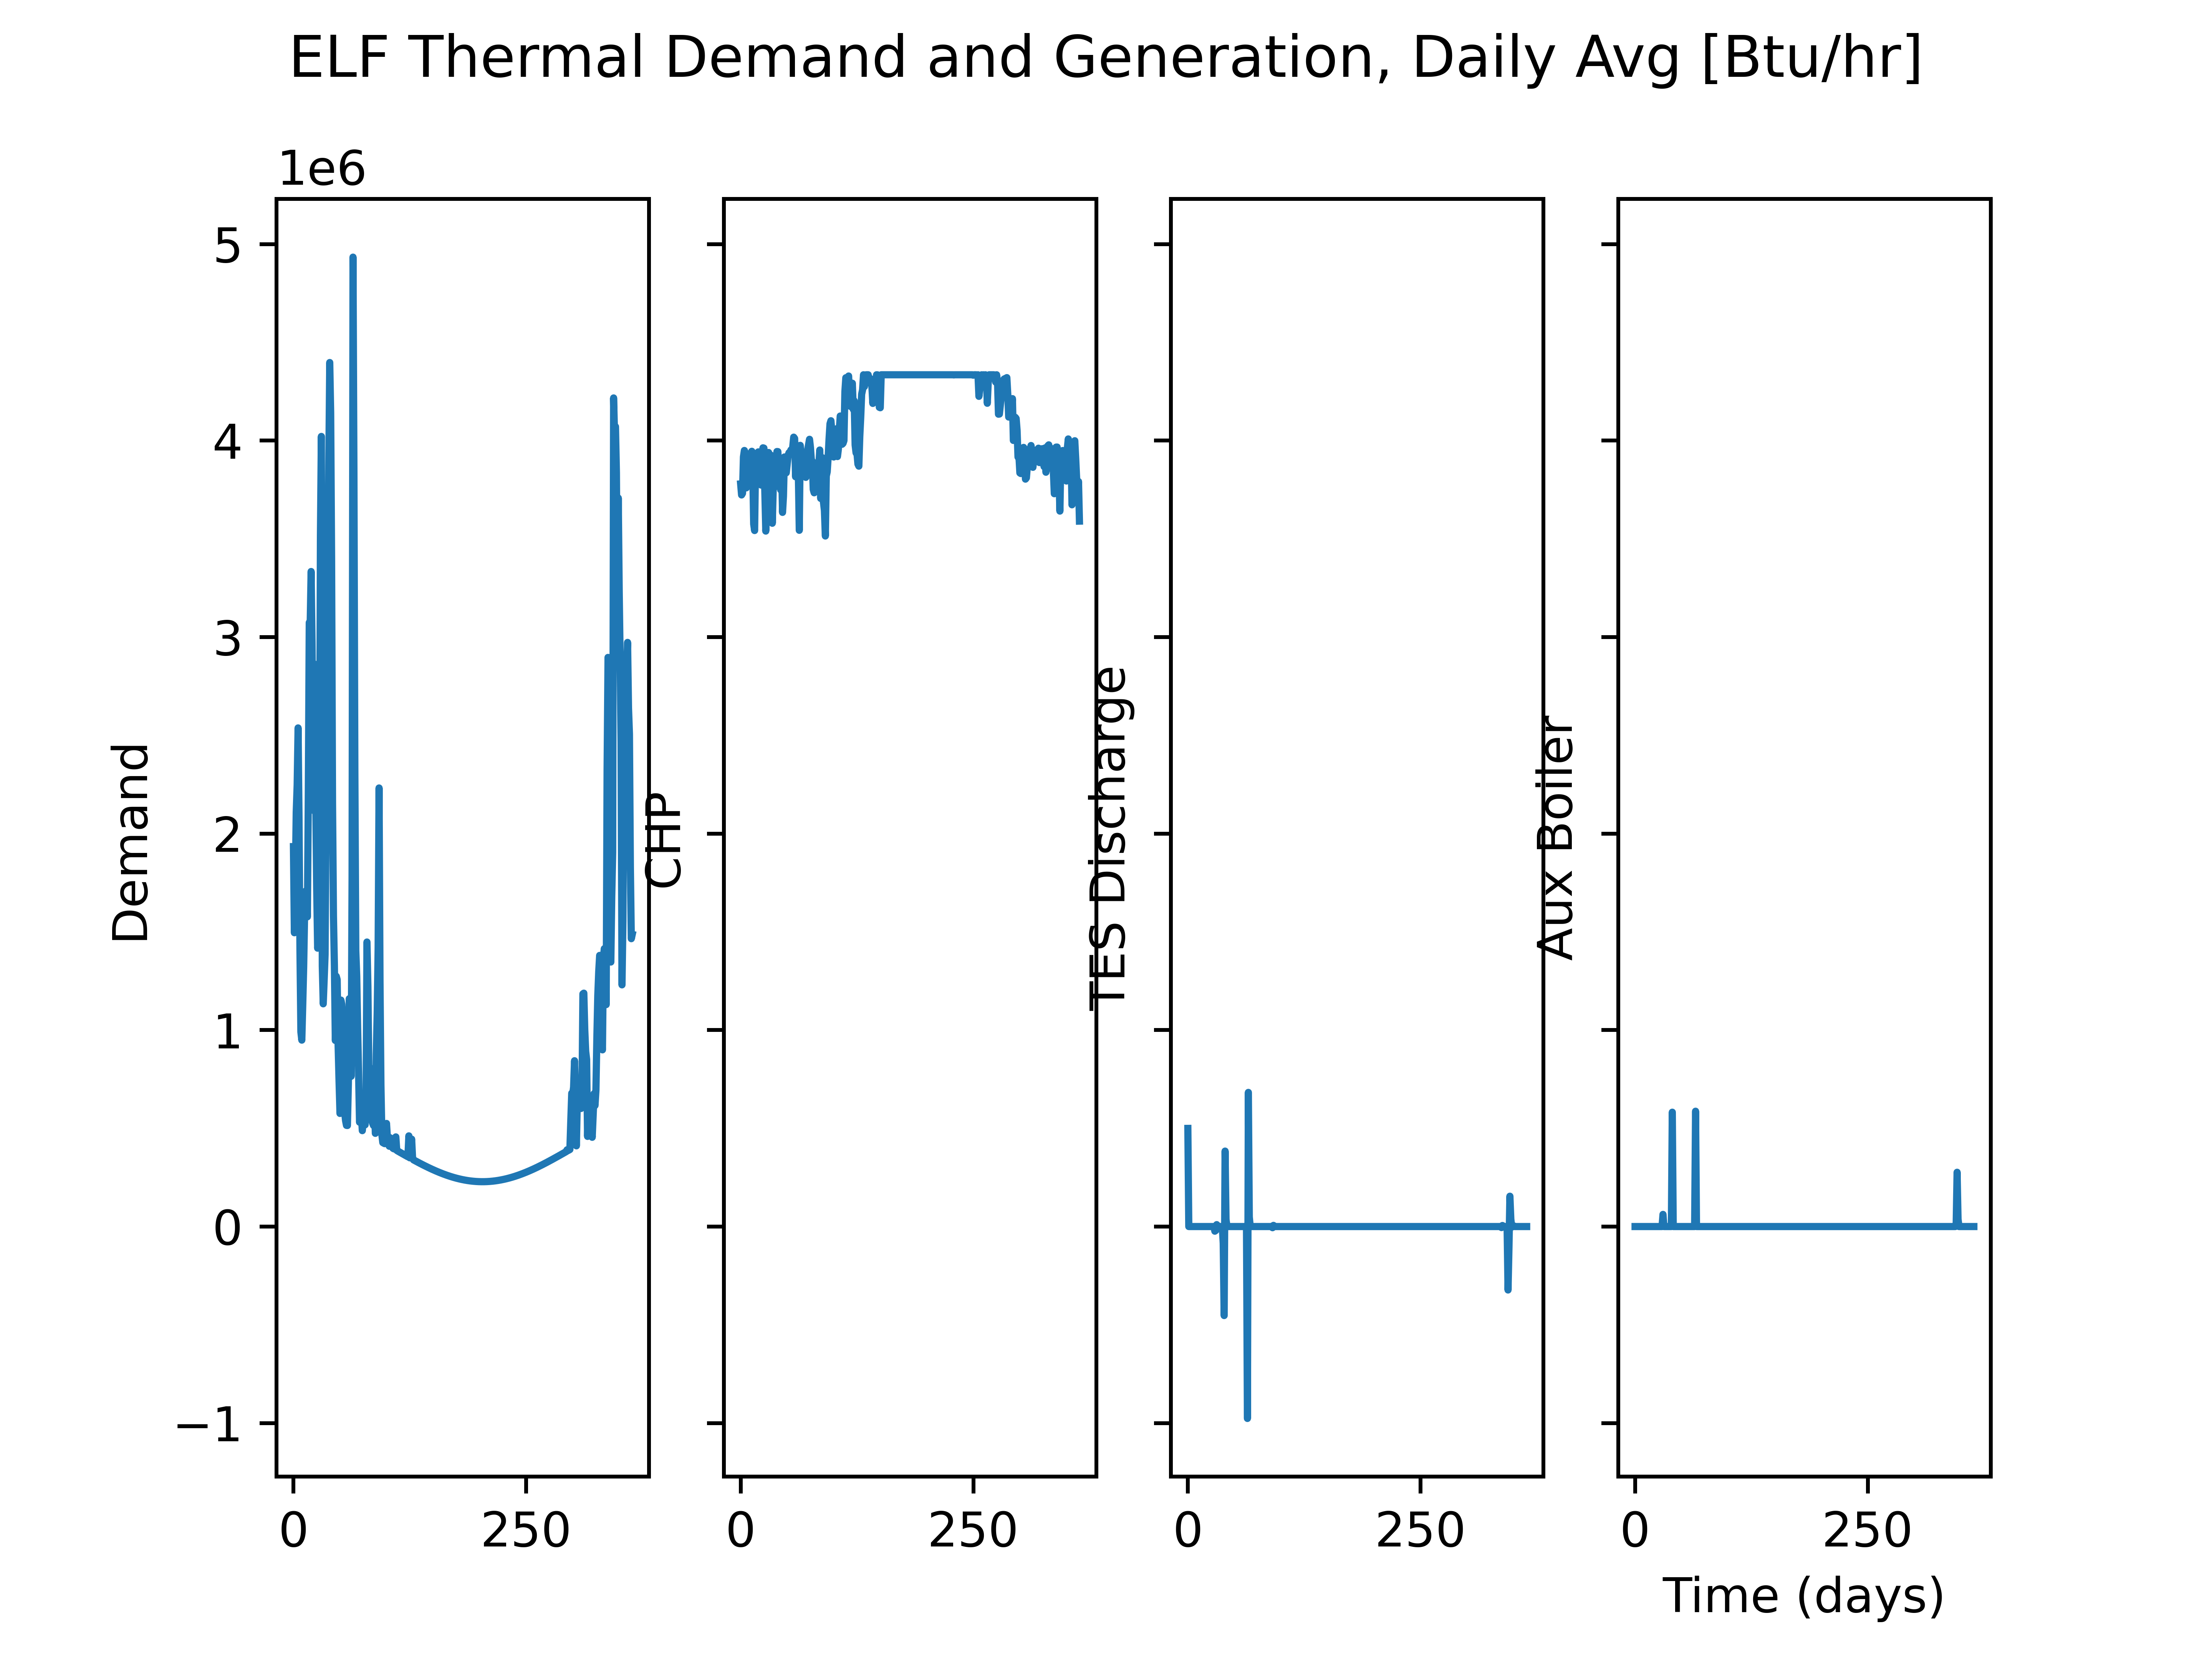 ELF Thermal Demand and Generation, Daily Avg [Btu/hr]
1e6
5
4
3
2
1
0
−1
Demand
CHP
TES Discharge
Aux Boiler
0 250 0 250 0 250 0 250
Time (days)